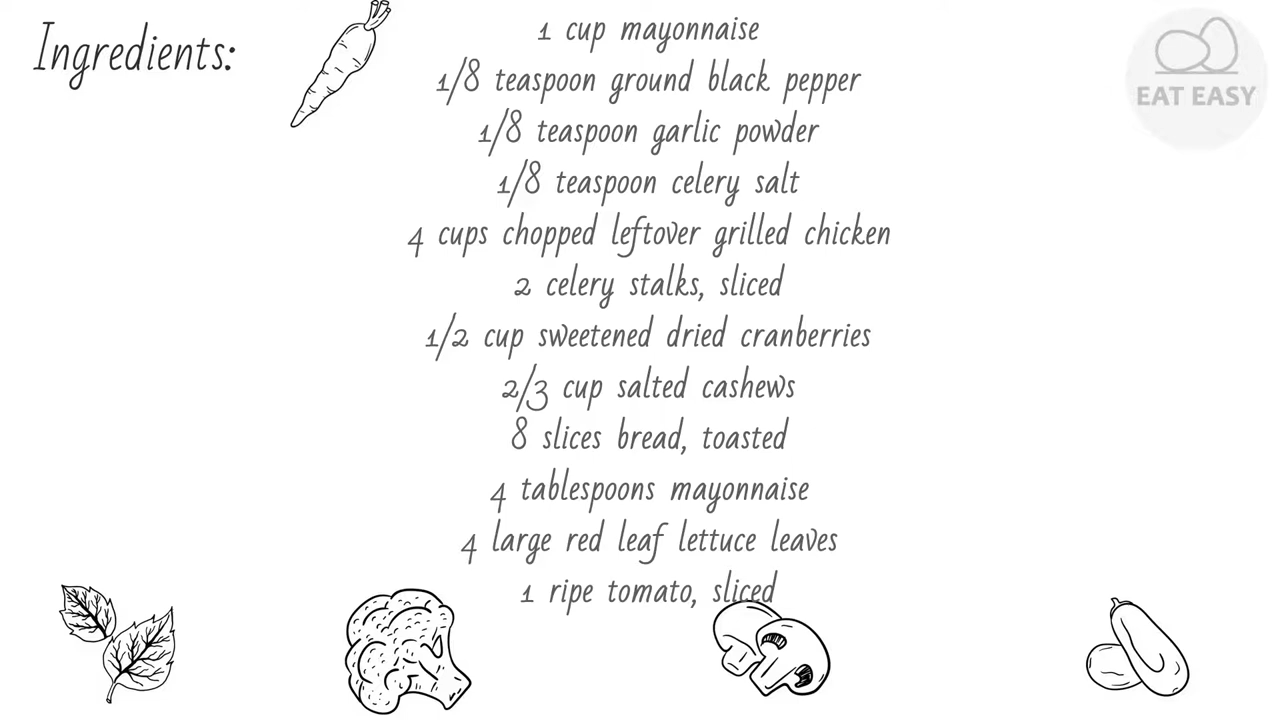 Ingredients:
1 cup mayonnaise
1/8 teaspoon ground black pepper
1/8 teaspoon garlic powder
1/8 teaspoon celery salt
4 cups chopped leftover grilled chicken
2 celery stalks, sliced
1/2 cup sweetened dried cranberries
2/3 cup salted cashews
8 slices bread, toasted
4 tablespoons mayonnaise
4 large red leaf lettuce leaves
1 ripe tomato, sliced
EAT EASY